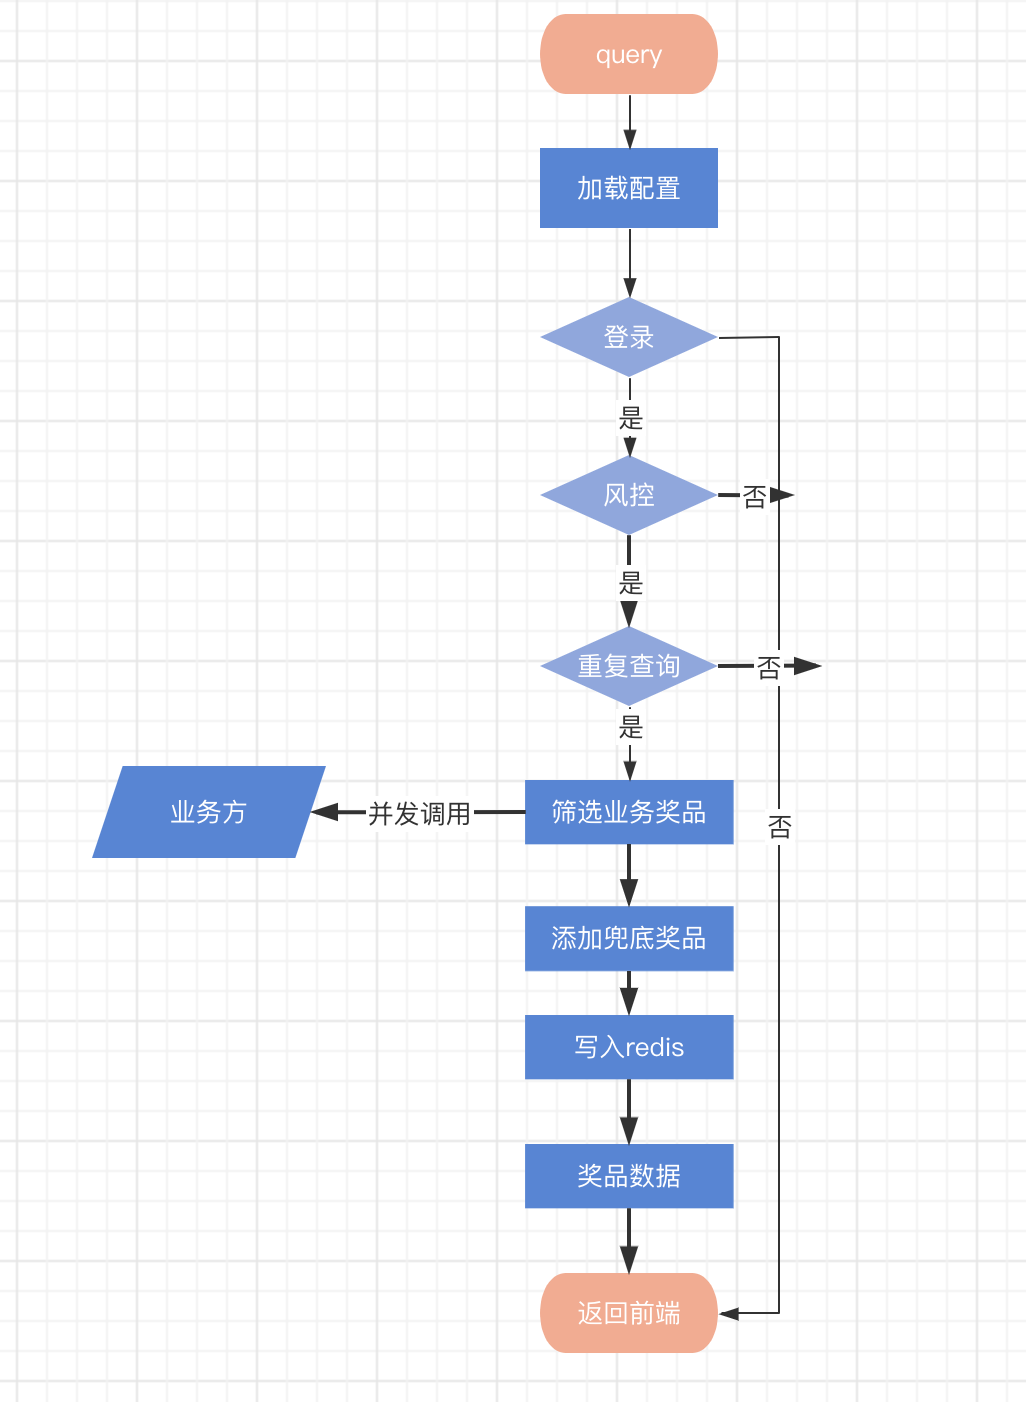 query
加载配置
登录
是
风控
否
是
重复查询
否
是
业务方
并发调用
筛选业务奖品
否
添加兜底奖品
写入redis
奖品数据
返回前端